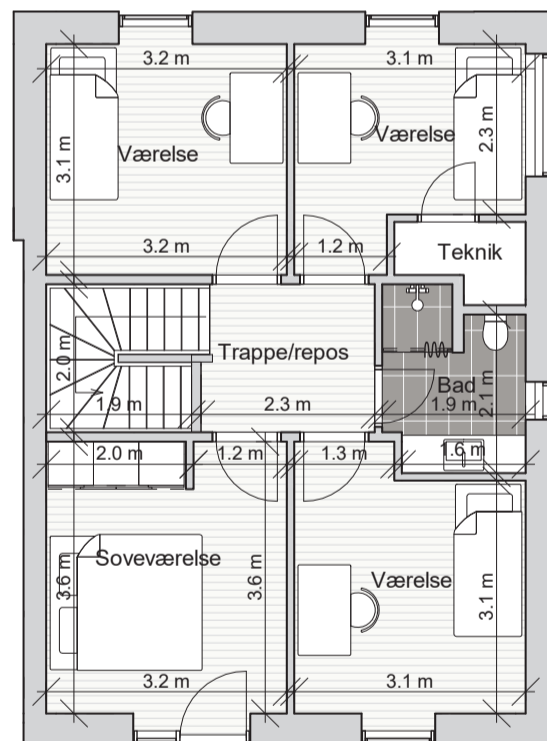 3.2 m
3.1 m
Værelse
3.1 m
Værelse
2.3 m
3.2 m
1.2 m
Teknik
Trappe/repos
2.0 m
Bad
2.1 m
1.9 m
2.3 m
1.9 m
2.0 m
1.2 m
1.3 m
1.6 m
Soveværelse
3.6 m
3.6 m
Værelse
3.1 m
3.2 m
3.1 m